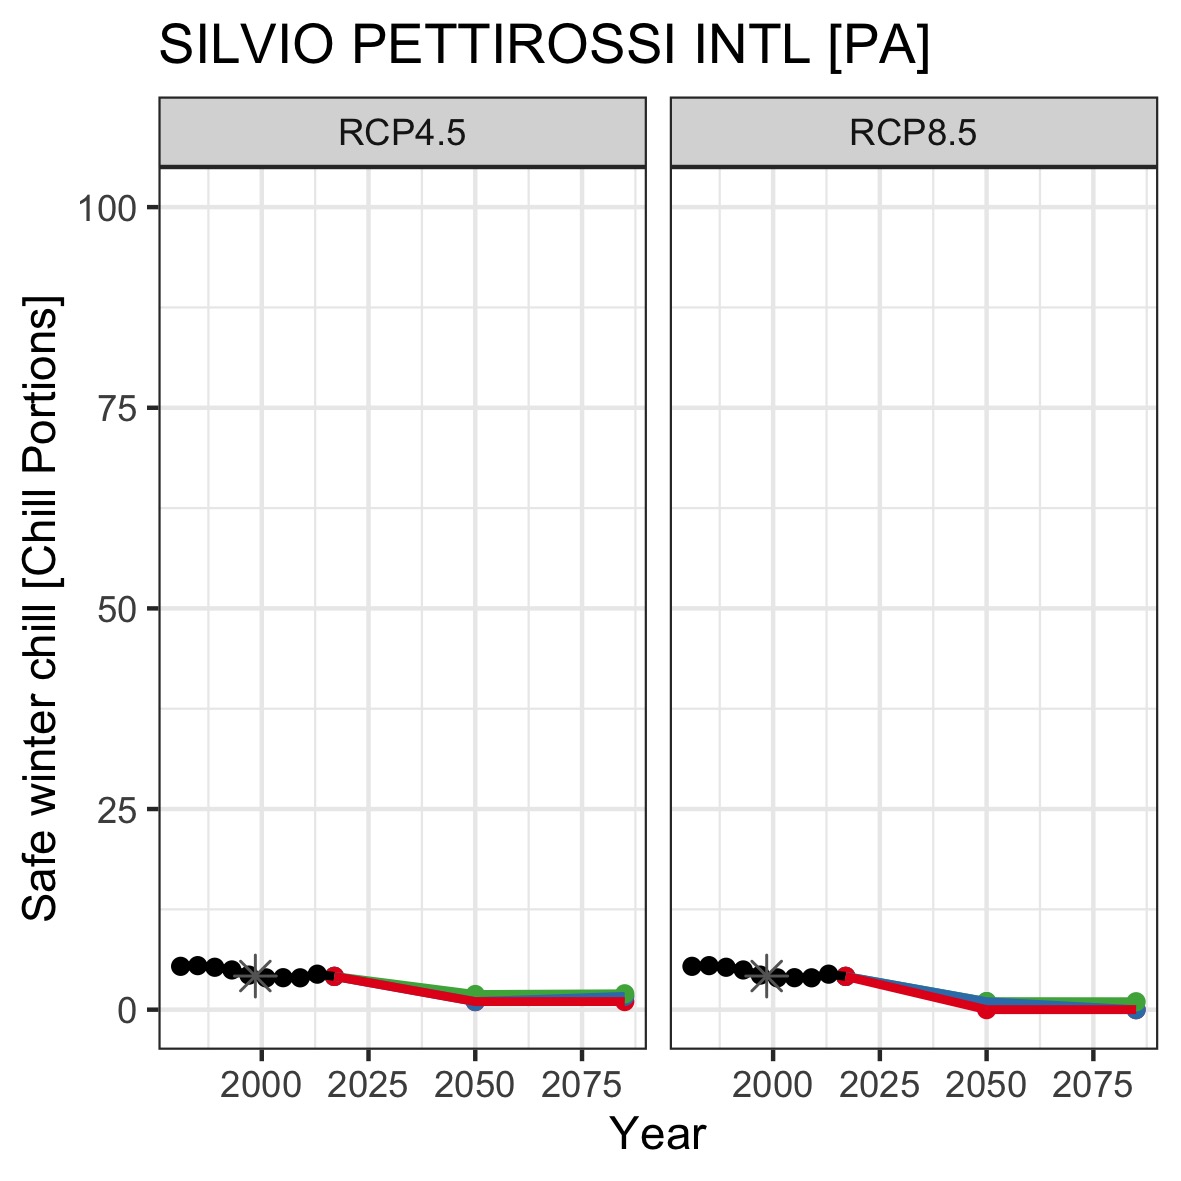 SILVIO PETTIROSSI INTL [PA]
RCP4.5 RCP8.5
Safe winter chill [Chill Portions]
100
75
50
25
0
2000 2025 2050 2075 2000 2025 2050 2075
Year